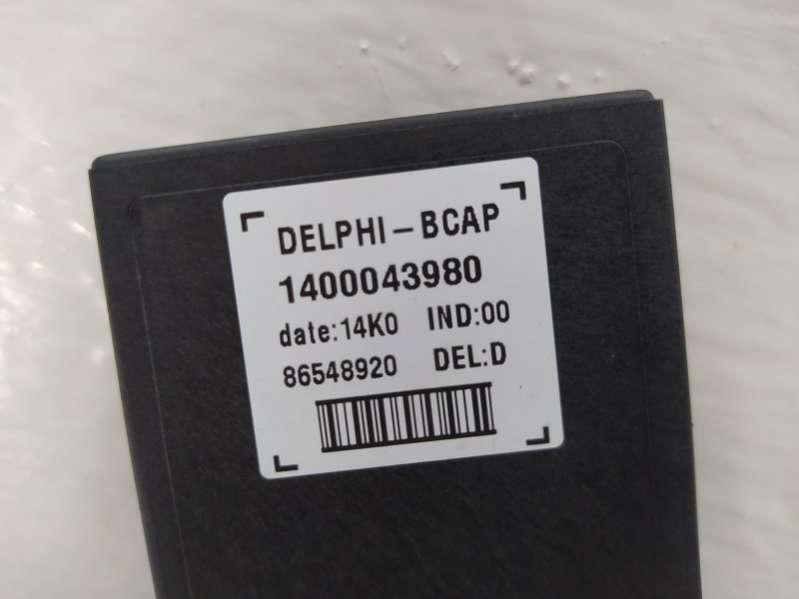 DELPHI – BCAP
1400043980
date:14K0 IND:00
86548920 DEL:D